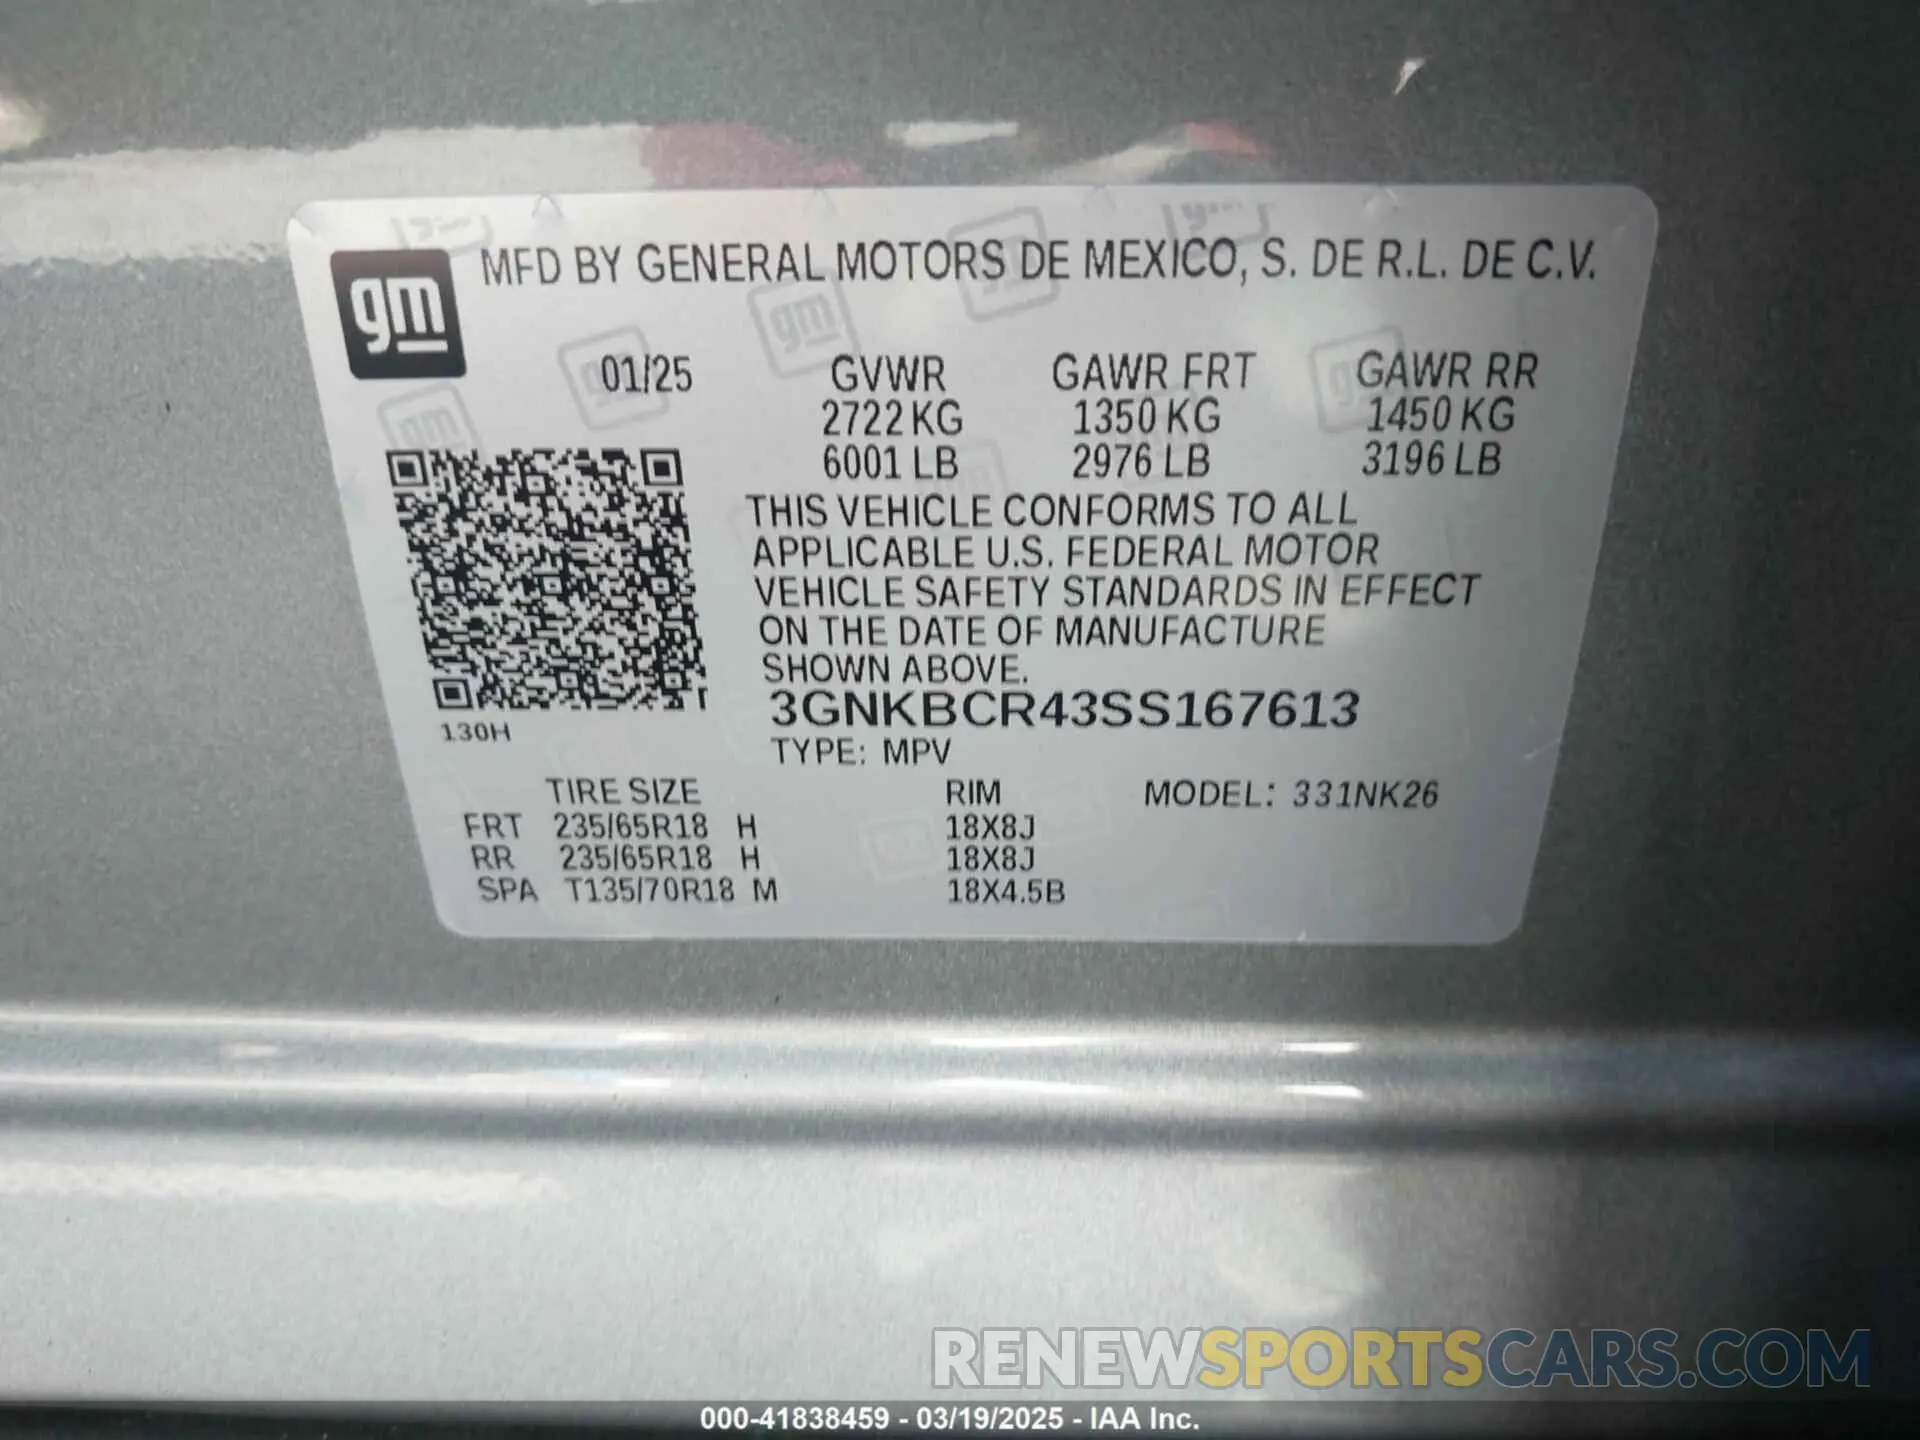 MFD BY GENERAL MOTORS DE MEXICO, S. DE R.L. DE C.V.
gm
01/25 GVWR GAWR FRT GAWR RR
2722 KG 1350 KG 1450 KG
6001 LB 2976 LB 3196 LB
THIS VEHICLE CONFORMS TO ALL
APPLICABLE U.S. FEDERAL MOTOR
VEHICLE SAFETY STANDARDS IN EFFECT
ON THE DATE OF MANUFACTURE
SHOWN ABOVE.
3GNKBCR43SS167613
130H
TYPE: MPV
TIRE SIZE RIM MODEL: 331NK26
FRT 235/65R18 H 18X8J
RR 235/65R18 H 18X8J
SPA T135/70R18 M 18X4.5B
RENEWSPORTSCARS.COM
000-41838459 - 03/19/2025 - IAA Inc.